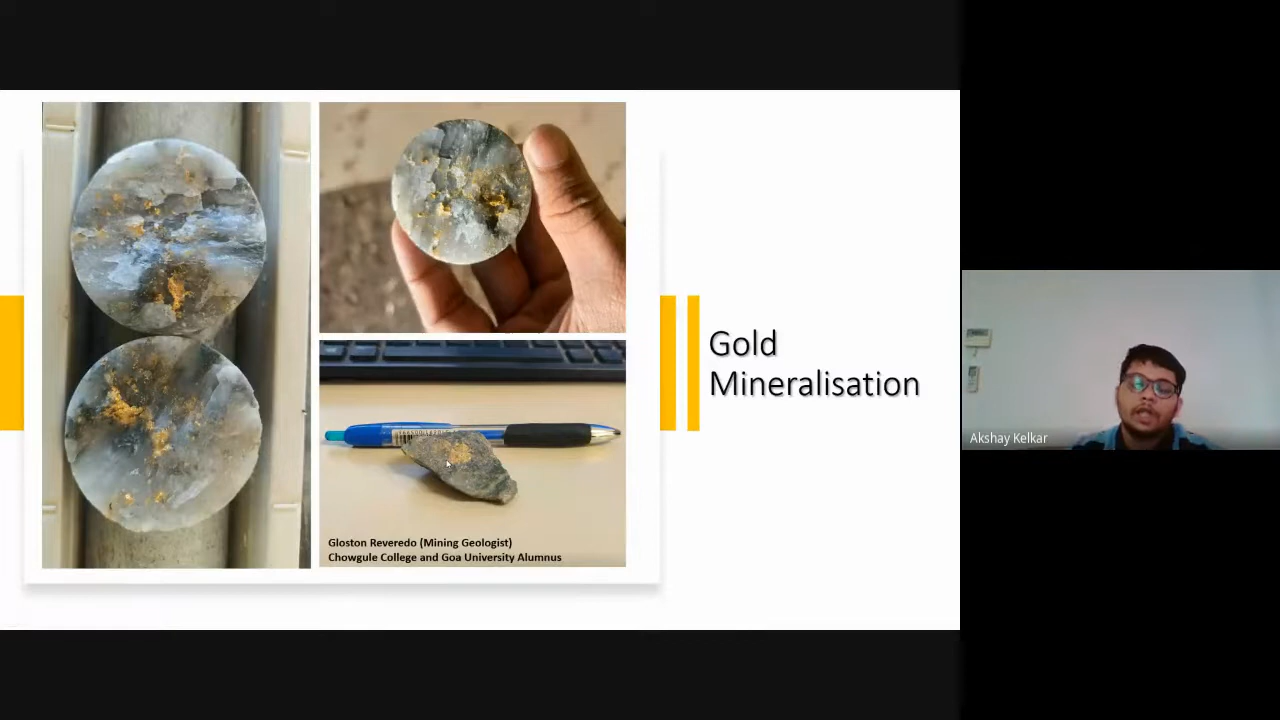 Gold
Mineralisation
Gloston Reveredo (Mining Geologist)
Chowgule College and Goa University Alumnus
Akshay Kelkar